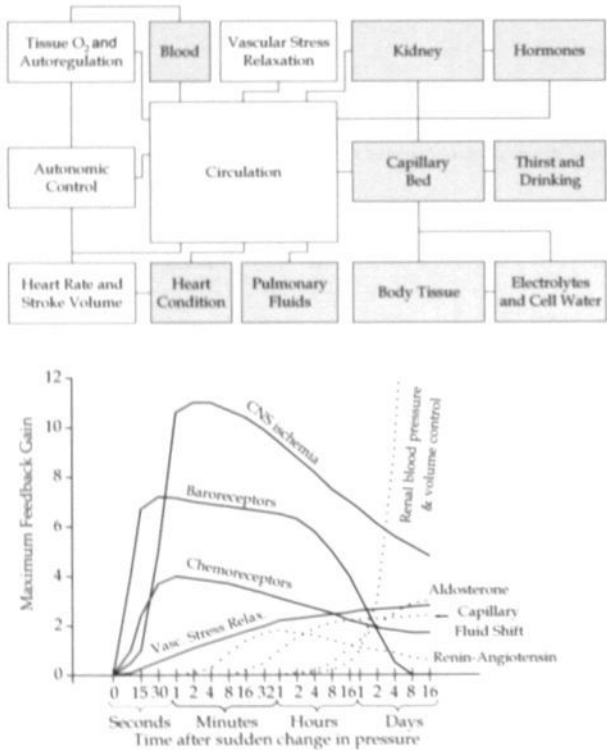 Tissue O₂ and
Autoregulation
Blood
Vascular Stress
Relaxation
Kidney
Hormones
Autonomic
Control
Circulation
Capillary
Bed
Thirst and
Drinking
Heart Rate and
Stroke Volume
Heart
Condition
Pulmonary
Fluids
Body Tissue
Electrolytes
and Cell Water
Maximum Feedback Gain
12
10
8
6
4
2
0
CNS ischemia
Baroreceptors
Chemoreceptors
Vasc Stress Relax
Renal blood pressure
& volume control
Aldosterone
Capillary
Fluid Shift
Renin-Angiotensin
0 15 30 1 2 4 8 16 32 1 2 4 8 16 1 2 4 8 16
Seconds Minutes Hours Days
Time after sudden change in pressure